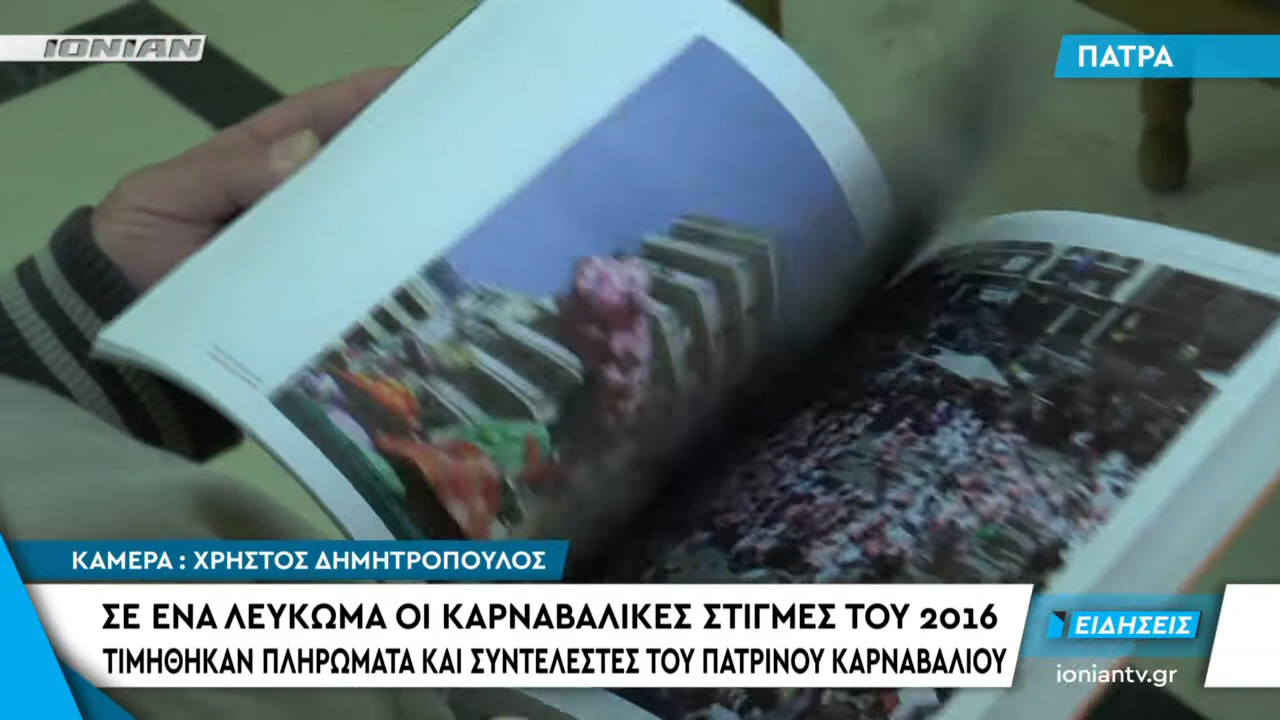 IONIAN
ΠΑΤΡΑ
ΚΑΜΕΡΑ : ΧΡΗΣΤΟΣ ΔΗΜΗΤΡΟΠΟΥΛΟΣ
ΣΕ ΕΝΑ ΛΕΥΚΩΜΑ ΟΙ ΚΑΡΝΑΒΑΛΙΚΕΣ ΣΤΙΓΜΕΣ ΤΟΥ 2016
ΤΙΜΗΘΗΚΑΝ ΠΛΗΡΩΜΑΤΑ ΚΑΙ ΣΥΝΤΕΛΕΣΤΕΣ ΤΟΥ ΠΑΤΡΙΝΟΥ ΚΑΡΝΑΒΑΛΙΟΥ
ΕΙΔΗΣΕΙΣ
ioniantv.gr